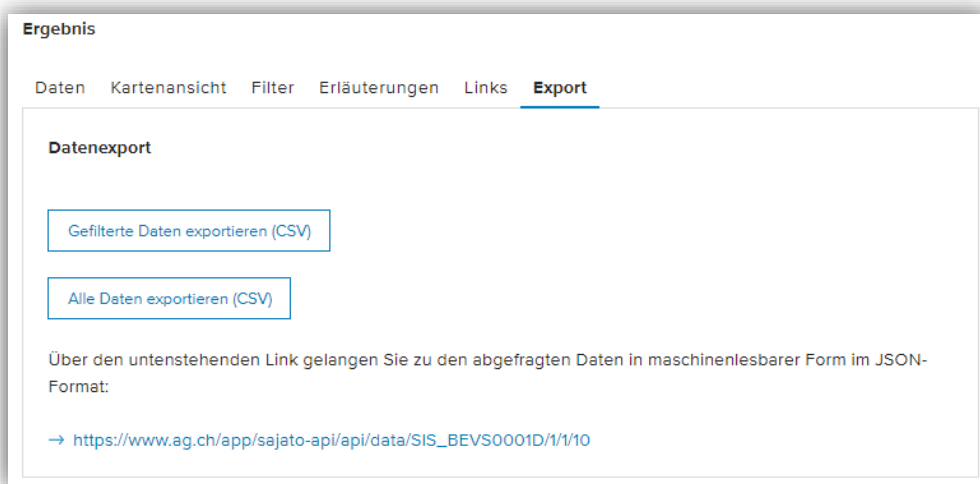 Ergebnis
Daten Kartenansicht Filter Erläuterungen Links Export
Datenexport
Gefilterte Daten exportieren (CSV)
Alle Daten exportieren (CSV)
Über den untenstehenden Link gelangen Sie zu den abgefragten Daten in maschinenlesbarer Form im JSON-
Format:
→ https://www.ag.ch/app/sajato-api/api/data/SIS_BEVS0001D/1/1/10